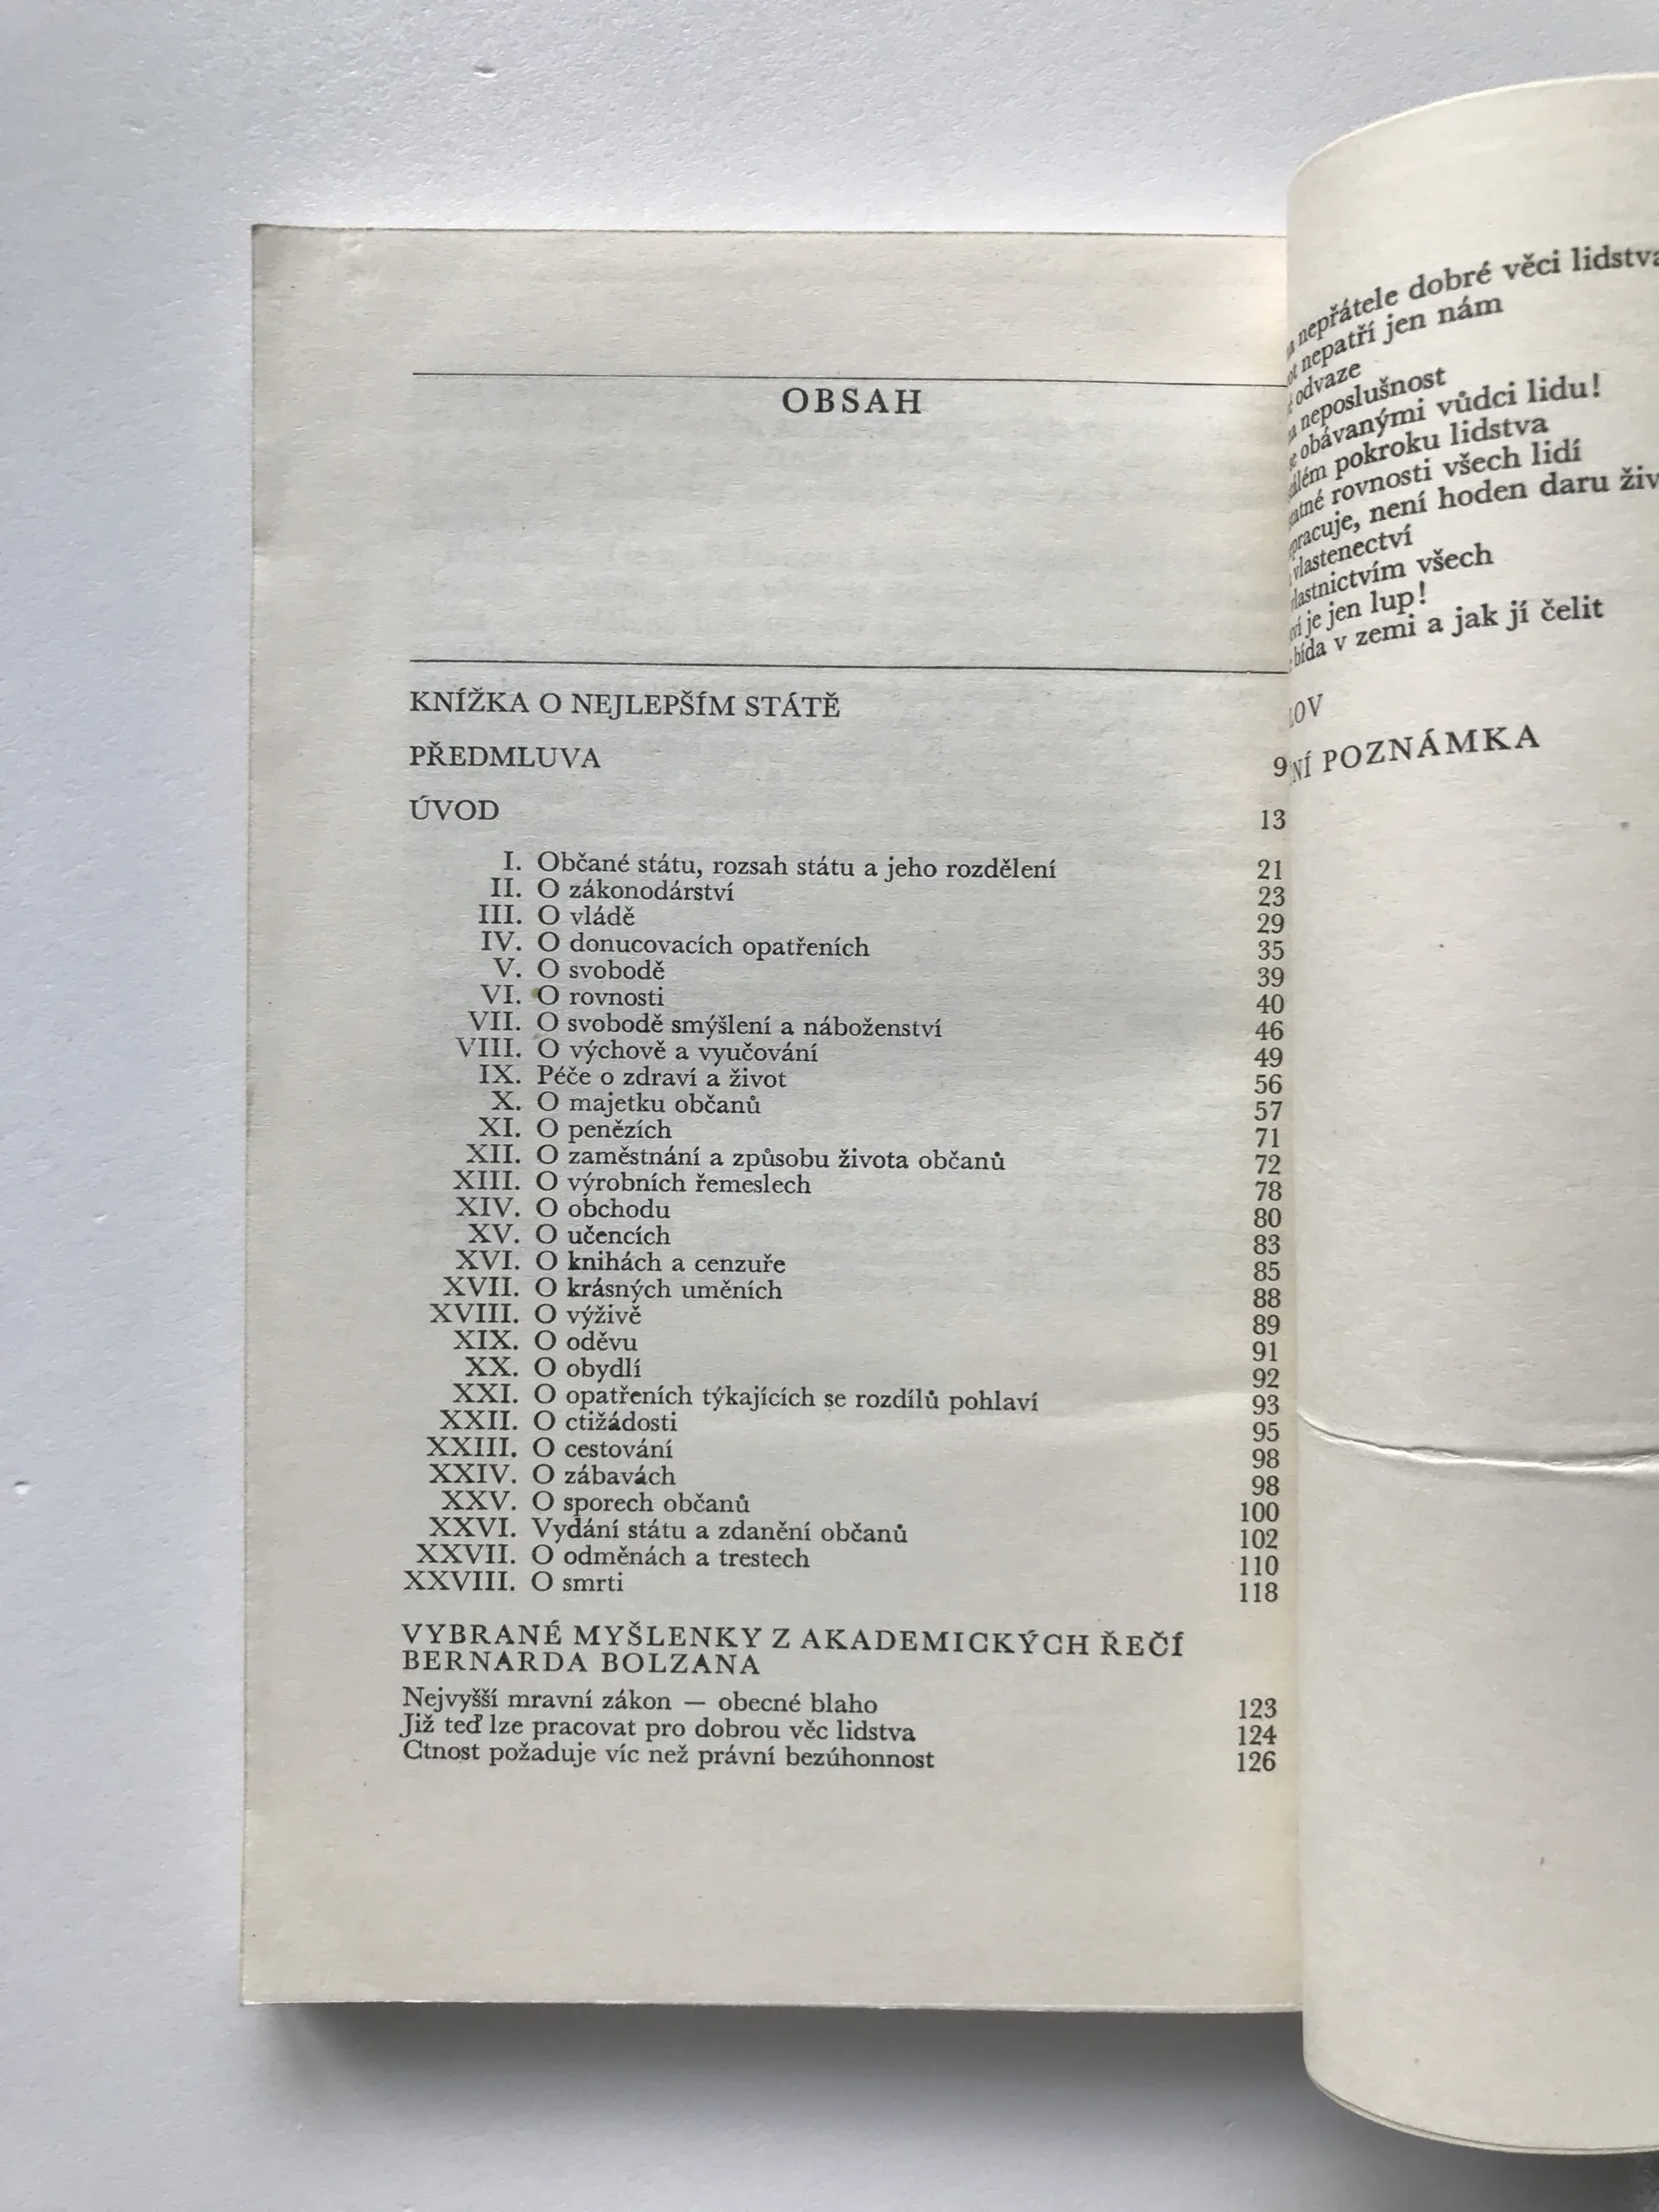 OBSAH
KNÍŽKA O NEJLEPŠÍM STÁTĚ
PŘEDMLUVA 9
ÚVOD 13
I. Občané státu, rozsah státu a jeho rozdělení 21
II. O zákonodárství 23
III. O vládě 29
IV. O donucovacích opatřeních 35
V. O svobodě 39
VI. O rovnosti 40
VII. O svobodě smýšlení a náboženství 46
VIII. O výchově a vyučování 49
IX. Péče o zdraví a život 56
X. O majetku občanů 57
XI. O penězích 71
XII. O zaměstnání a způsobu života občanů 72
XIII. O výrobních řemeslech 78
XIV. O obchodu 80
XV. O učencích 83
XVI. O knihách a cenzuře 85
XVII. O krásných uměních 88
XVIII. O výživě 89
XIX. O oděvu 91
XX. O obydlí 92
XXI. O opatřeních týkajících se rozdílů pohlaví 93
XXII. O ctižádosti 95
XXIII. O cestování 98
XXIV. O zábavách 98
XXV. O sporech občanů 100
XXVI. Vydání státu a zdanění občanů 102
XXVII. O odměnách a trestech 110
XXVIII. O smrti 118
VYBRANÉ MYŠLENKY Z AKADEMICKÝCH ŘEČÍ
BERNARDA BOLZANA
Nejvyšší mravní zákon — obecné blaho 123
Již teď lze pracovat pro dobrou věc lidstva 124
Ctnost požaduje víc než právní bezúhonnost 126
nepřátele dobré věci lidstva
nepatří jen nám
odvaze
neposlušnost
obávanými vůdci lidu!
pokroku lidstva
rovnosti všech lidí
není hoden daru
vlastenectví
všech
je jen lup!
bída v zemi a jak jí čelit
POZNÁMKA